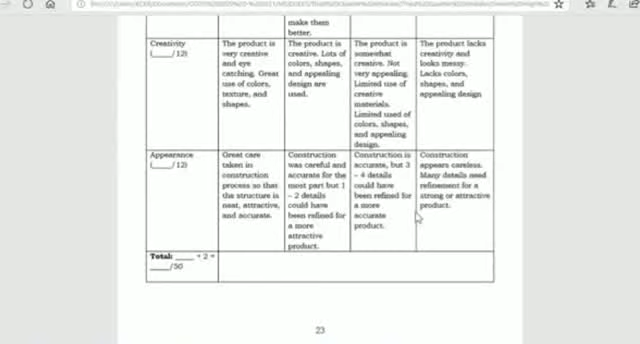 make them
better.
Creativity
(____/12)
The product is
very creative
and eye
catching. Great
use of colors,
texture, and
shapes.
The product is
creative. Lots of
colors, shapes,
and appealing
design are
used.
The product is
somewhat
creative. Not
very appealing.
Limited use of
creative
materials.
Limited used of
colors, shapes,
and appealing
design.
The product lacks
creativity and
looks messy.
Lacks colors,
shapes, and
appealing design
Appearance
(____/12)
Great care
taken in
construction
process so that
the structure is
neat, attractive,
and accurate.
Construction
was careful and
accurate for the
most part but 1
– 2 details
could have
been refined for
a more
attractive
product.
Construction is
accurate, but 3
– 4 details
could have
been refined for
a more
accurate
product.
Construction
appears careless.
Many details need
refinement for a
strong or attractive
product.
Total: ____ ÷ 2 =
____/50
23